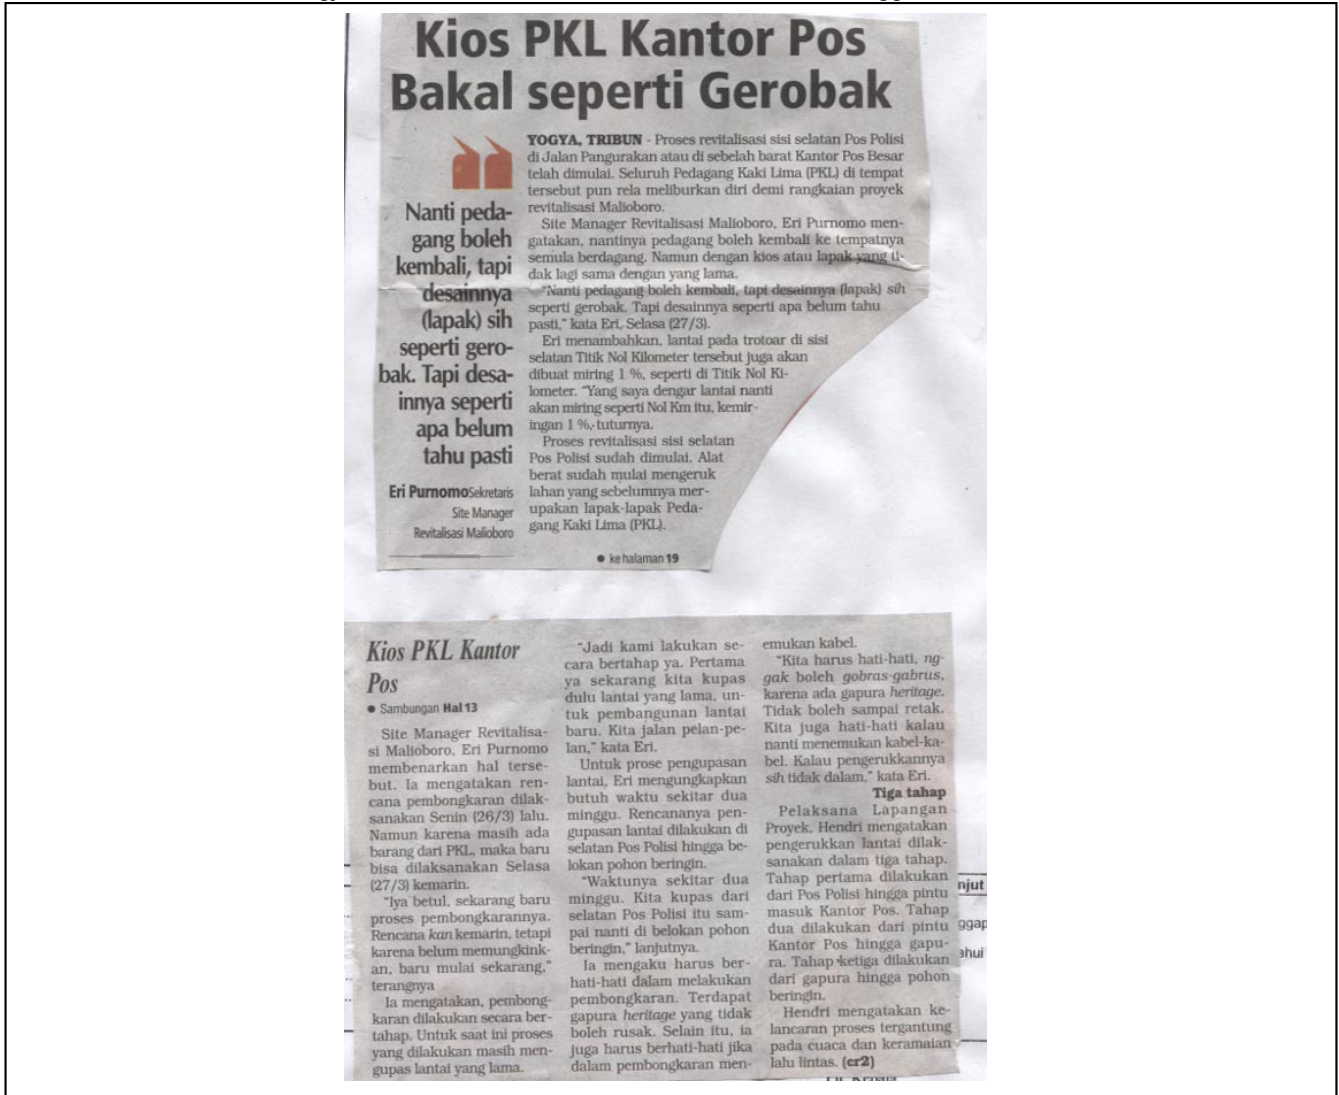 Kios PKL Kantor Pos
Bakal seperti Gerobak
Nanti peda-
gang boleh
kembali, tapi
desainnya
(lapak) sih
seperti gero-
bak. Tapi desa-
innya seperti
apa belum
tahu pasti
Eri Purnomo Sekretaris
Site Manager
Revitalisasi Malioboro
YOGYA, TRIBUN - Proses revitalisasi sisi selatan Pos Polisi
di Jalan Pangurakan atau di sebelah barat Kantor Pos Besar
telah dimulai. Seluruh Pedagang Kaki Lima (PKL) di tempat
tersebut pun rela meliburkan diri demi rangkaian proyek
revitalisasi Malioboro.
Site Manager Revitalisasi Malioboro, Eri Purnomo men-
gatakan, nantinya pedagang boleh kembali ke tempatnya
semula berdagang. Namun dengan kios atau lapak yang ti-
dak lagi sama dengan yang lama.
"Nanti pedagang boleh kembali, tapi desainnya (lapak) sih
seperti gerobak. Tapi desainnya seperti apa belum tahu
pasti," kata Eri, Selasa (27/3).
Eri menambahkan, lantai pada trotoar di sisi
selatan Titik Nol Kilometer tersebut juga akan
dibuat miring 1 %, seperti di Titik Nol Ki-
lometer. "Yang saya dengar lantai nanti
akan miring seperti Nol Km itu, kemir-
ingan 1 %, tuturnya.
Proses revitalisasi sisi selatan
Pos Polisi sudah dimulai. Alat
berat sudah mulai mengeruk
lahan yang sebelumnya mer-
upakan lapak-lapak Peda-
gang Kaki Lima (PKL).
● ke halaman 19
Kios PKL Kantor
Pos
● Sambungan Hal 13
Site Manager Revitalisa-
si Malioboro, Eri Purnomo
membenarkan hal terse-
but. Ia mengatakan ren-
cana pembongkaran dilak-
sanakan Senin (26/3) lalu.
Namun karena masih ada
barang dari PKL, maka baru
bisa dilaksanakan Selasa
(27/3) kemarin.
"Iya betul, sekarang baru
proses pembongkarannya.
Rencana kan kemarin, tetapi
karena belum memungkink-
an, baru mulai sekarang,"
terangnya
Ia mengatakan, pembong-
karan dilakukan secara ber-
tahap. Untuk saat ini proses
yang dilakukan masih men-
gupas lantai yang lama.
"Jadi kami lakukan se-
cara bertahap ya. Pertama
ya sekarang kita kupas
dulu lantai yang lama, un-
tuk pembangunan lantai
baru. Kita jalan pelan-pe-
lan," kata Eri.
Untuk prose pengupasan
lantai, Eri mengungkapkan
butuh waktu sekitar dua
minggu. Rencananya pen-
gupasan lantai dilakukan di
selatan Pos Polisi hingga be-
lokan pohon beringin.
"Waktunya sekitar dua
minggu. Kita kupas dari
selatan Pos Polisi itu sam-
pai nanti di belokan pohon
beringin," lanjutnya.
Ia mengaku harus ber-
hati-hati dalam melakukan
pembongkaran. Terdapat
gapura heritage yang tidak
boleh rusak. Selain itu, ia
juga harus berhati-hati jika
dalam pembongkaran men-
emukan kabel.
"Kita harus hati-hati, ng-
gak boleh gobras-gabrus,
karena ada gapura heritage.
Tidak boleh sampai retak.
Kita juga hati-hati kalau
nanti menemukan kabel-ka-
bel. Kalau pengerukkannya
sih tidak dalam," kata Eri.
Tiga tahap
Pelaksana Lapangan
Proyek, Hendri mengatakan
pengerukkan lantai dilak-
sanakan dalam tiga tahap.
Tahap pertama dilakukan
dari Pos Polisi hingga pintu
masuk Kantor Pos. Tahap
dua dilakukan dari pintu
Kantor Pos hingga gapu-
ra. Tahap ketiga dilakukan
dari gapura hingga pohon
beringin.
Hendri mengatakan ke-
lancaran proses tergantung
pada cuaca dan keramaian
lalu lintas. (cr2)
njut
ggap
ahui